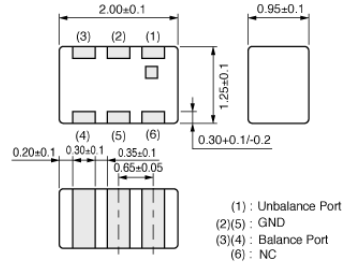 2.00±0.1
0.95±0.1
(3) (2) (1)
1.25±0.1
(4) (5) (6)
0.30+0.1/-0.2
0.20±0.1 0.30±0.1 0.35±0.1
0.65±0.05
(1) : Unbalance Port
(2)(5) : GND
(3)(4) : Balance Port
(6) : NC